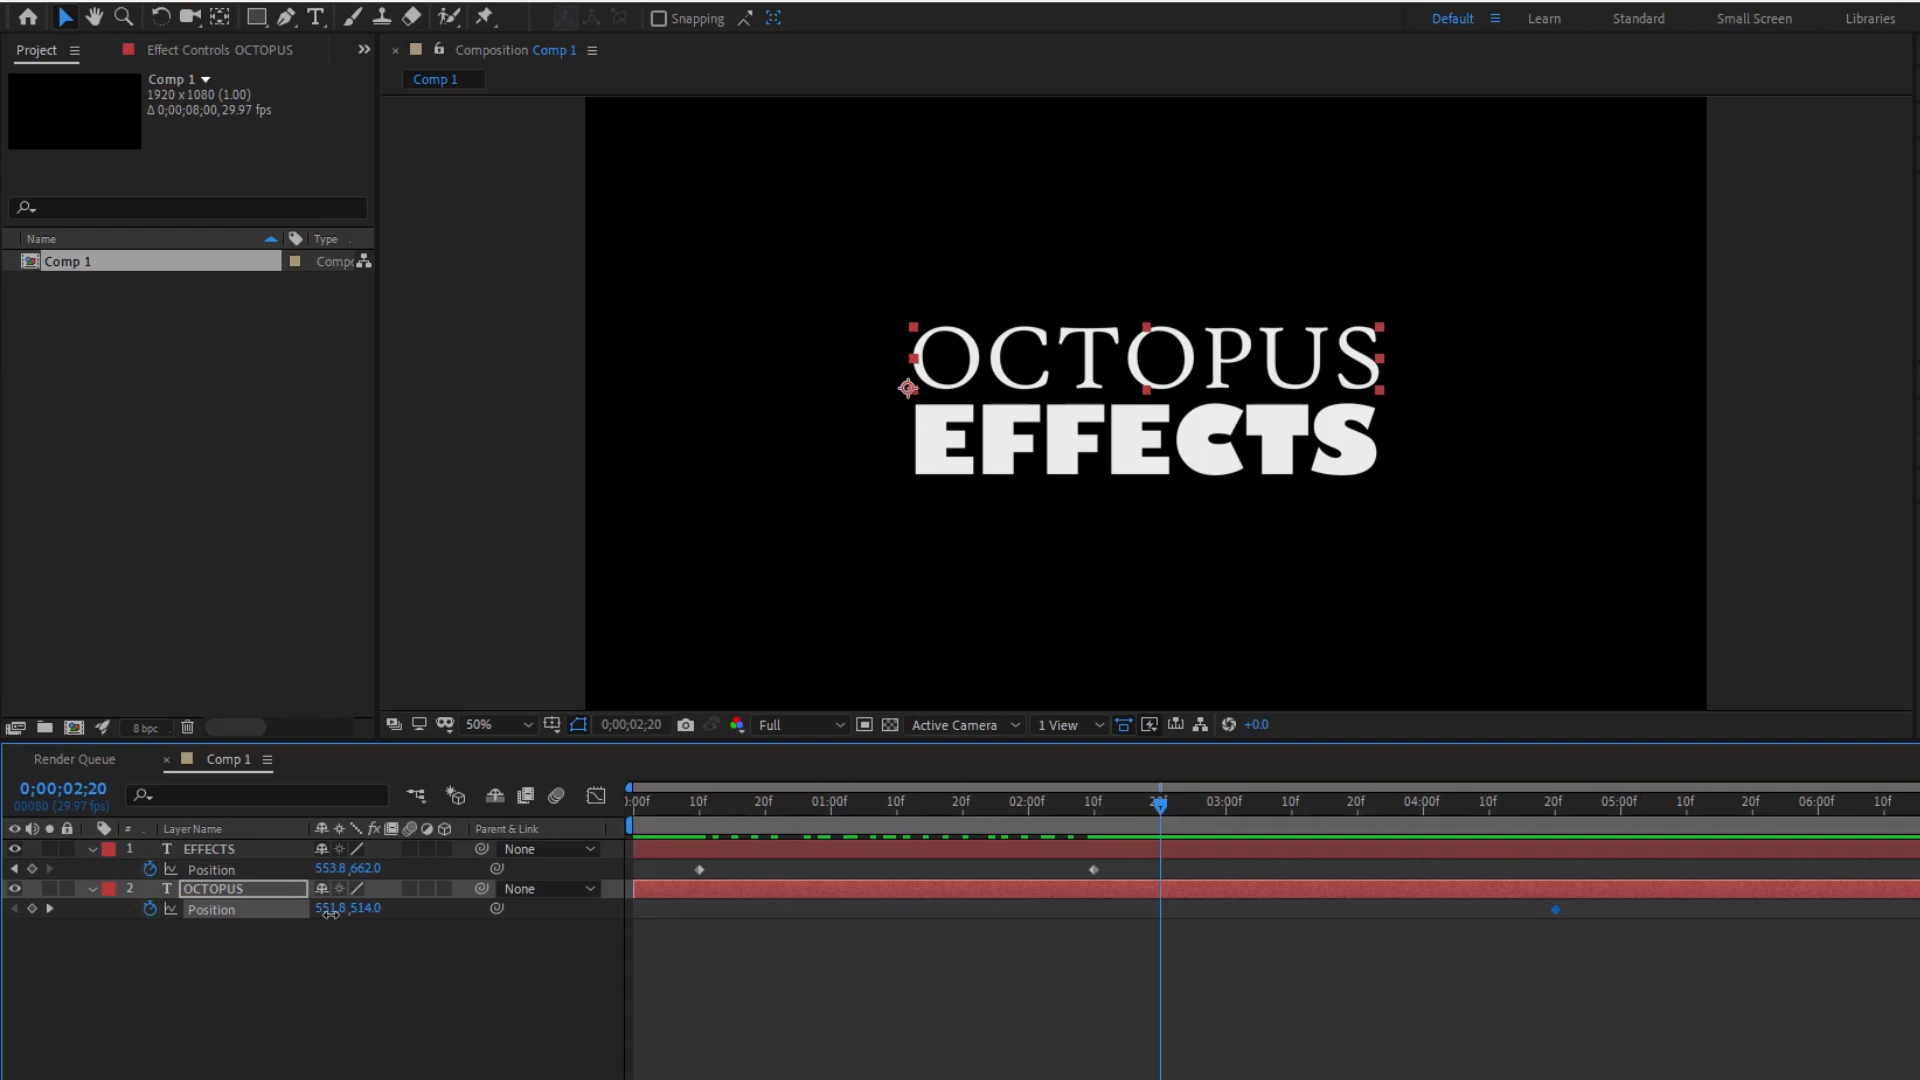 Snapping
Default
Learn
Standard
Small Screen
Libraries
Project
Effect Controls OCTOPUS
Composition Comp 1
Comp 1
1920 x 1080 (1.00)
Δ 0;00;08;00, 29.97 fps
Comp 1
OCTOPUS
EFFECTS
Name
Type
Comp 1
8 bpc
50%
0;00;02;20
Full
Active Camera
1 View
+0.0
Render Queue
Comp 1
0;00;02;20
00080 (29.97 fps)
:00f 10f 20f 01:00f 10f 20f 02:00f 10f 20f 03:00f 10f 20f 04:00f 10f 20f 05:00f 10f 20f 06:00f 10f
# . Layer Name
fx
Parent & Link
1 T EFFECTS
None
Position
553.8,662.0
2 T OCTOPUS
None
Position
551.8,514.0